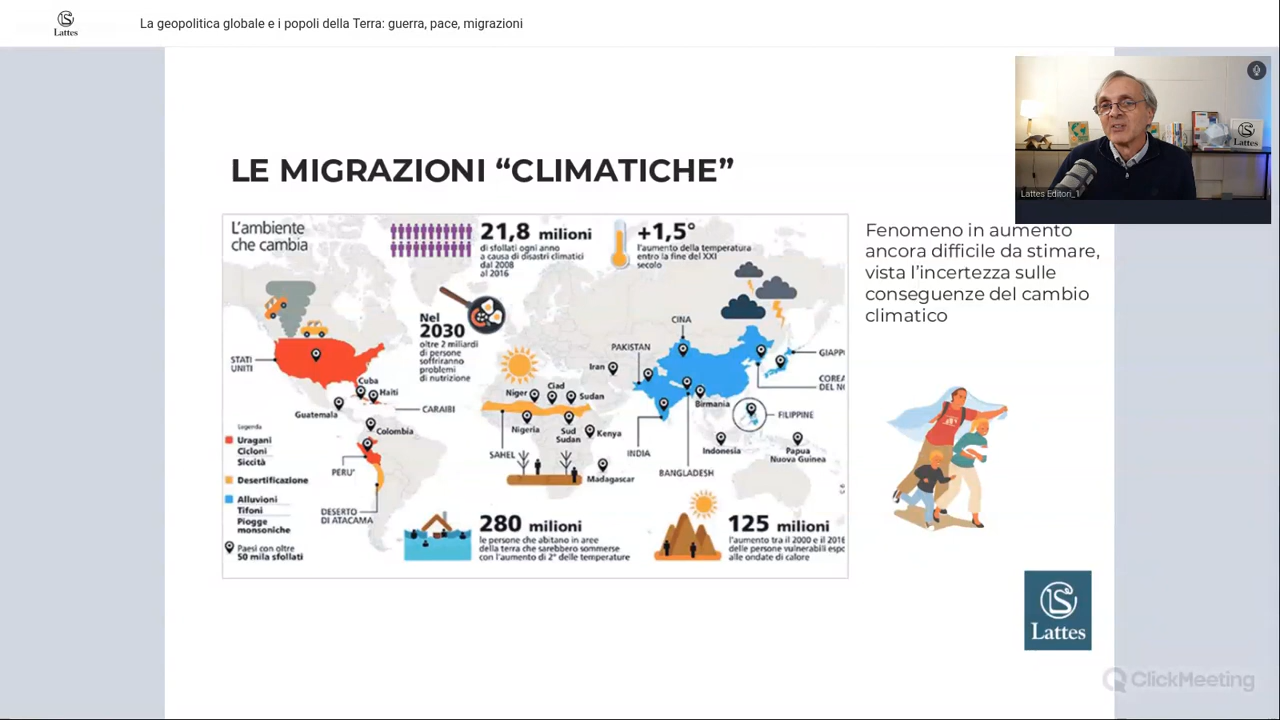 Lattes
La geopolitica globale e i popoli della Terra: guerra, pace, migrazioni
Lattes
Lattes Editori_1
LE MIGRAZIONI “CLIMATICHE”
L'ambiente
che cambia
21,8 milioni
di sfollati ogni anno
a causa di disastri climatici
dal 2008
al 2016
+1,5°
l'aumento della temperatura
entro la fine del XXI
secolo
Nel
2030
oltre 2 miliardi
di persone
soffriranno
problemi
di nutrizione
STATI
UNITI
Cuba
Haiti
Guatemala
CARAIBI
Colombia
PERU'
DESERTO
DI ATACAMA
Niger
Ciad
Sudan
Nigeria
Sud
Sudan
Kenya
SAHEL
Madagascar
Iran
PAKISTAN
CINA
GIAPP
COREA
DEL NO
Birmania
FILIPPINE
INDIA
BANGLADESH
Indonesia
Papua
Nuova Guinea
Legenda
Uragani
Cicloni
Siccità
Desertificazione
Alluvioni
Tifoni
Piogge
monsoniche
Paesi con oltre
50 mila sfollati
280 milioni
le persone che abitano in aree
della terra che sarebbero sommerse
con l'aumento di 2° delle temperature
125 milioni
l'aumento tra il 2000 e il 2016
delle persone vulnerabili espo
alle ondate di calore
Fenomeno in aumento
ancora difficile da stimare,
vista l'incertezza sulle
conseguenze del cambio
climatico
Lattes
ClickMeeting